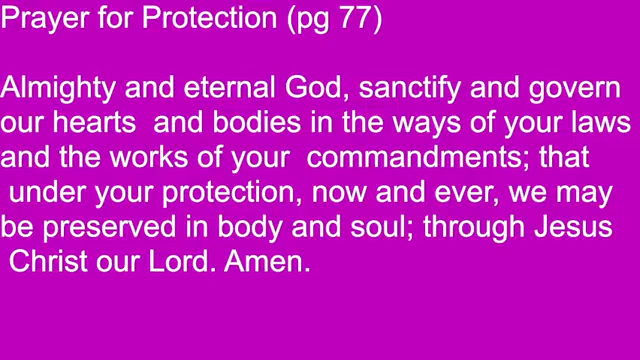 Prayer for Protection (pg 77)
Almighty and eternal God, sanctify and govern
our hearts  and bodies in the ways of your laws
and the works of your  commandments; that
 under your protection, now and ever, we may
be preserved in body and soul; through Jesus
 Christ our Lord. Amen.